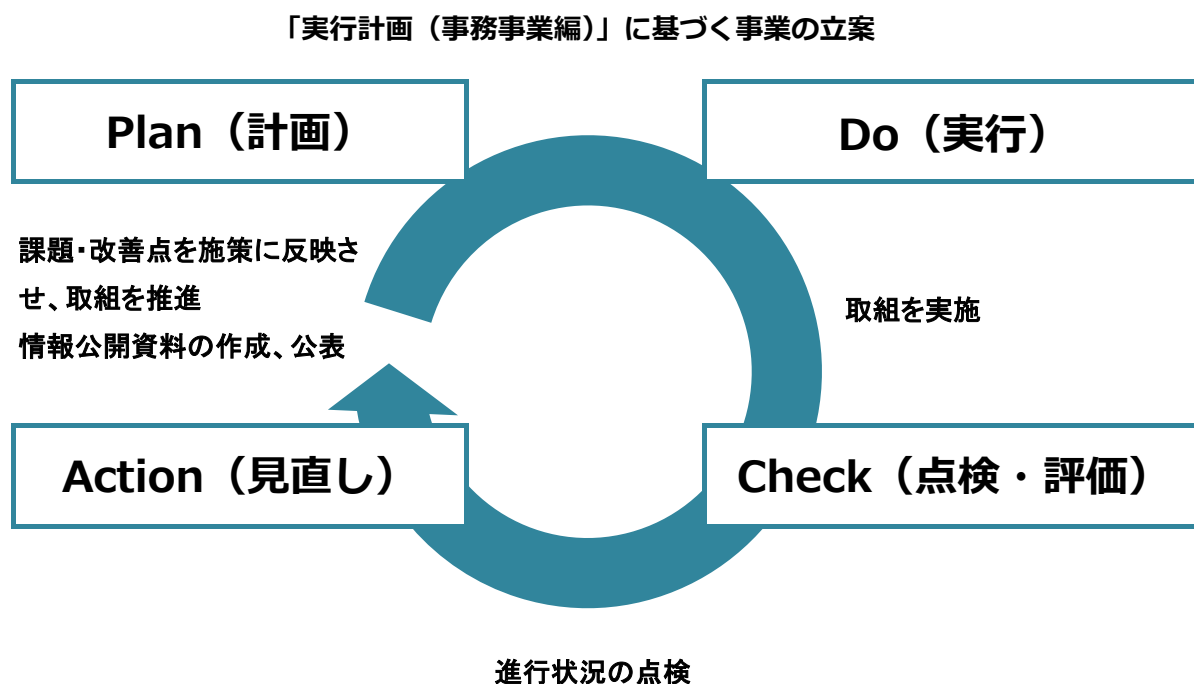 「実行計画（事務事業編）」に基づく事業の立案
Plan（計画）
Do（実行）
課題・改善点を施策に反映さ
せ、取組を推進
情報公開資料の作成、公表
取組を実施
Action（見直し）
Check（点検・評価）
進行状況の点検